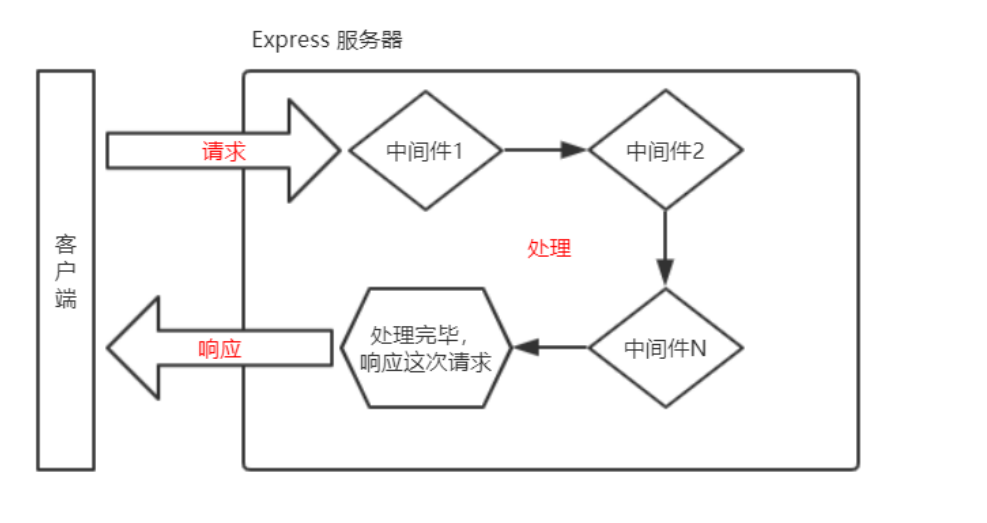 Express 服务器
请求
中间件1
中间件2
客
户
端
处理
响应
处理完毕，
响应这次请求
中间件N